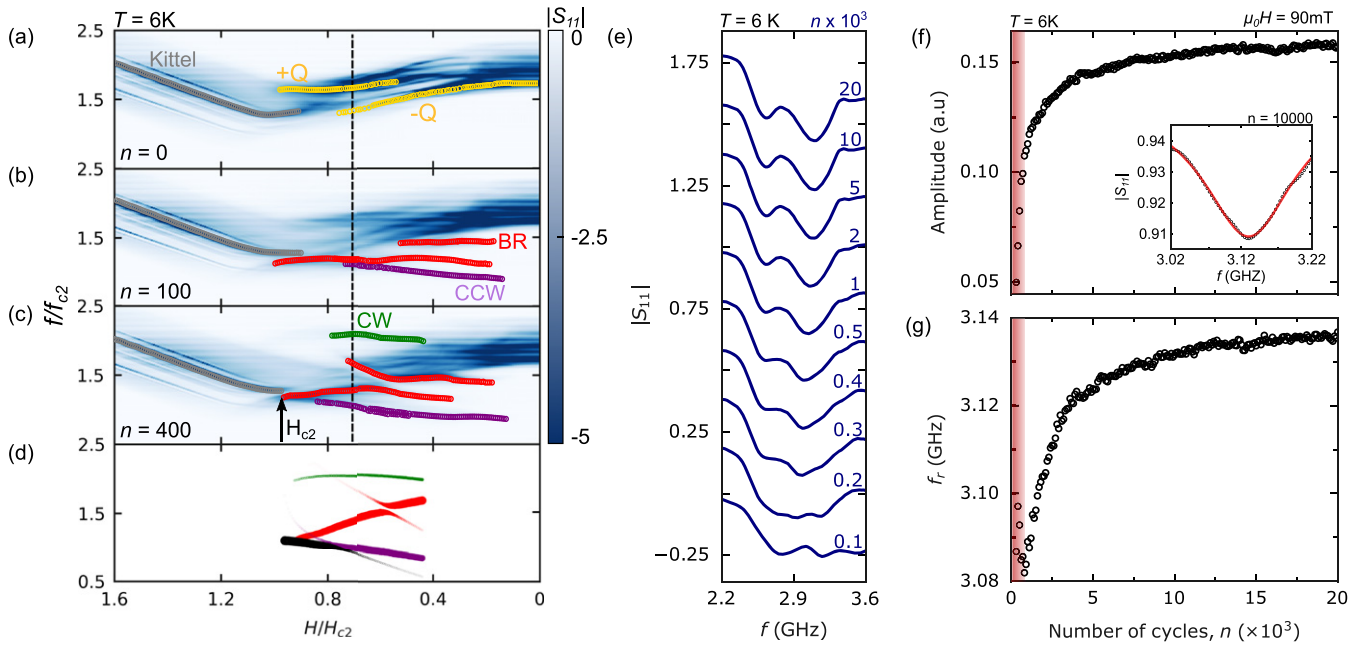 (a)
T = 6K
|S11|
2.5
1.5
Kittel
+Q
-Q
n = 0
0
-2.5
-5
(b)
2.5
1.5
BR
CCW
n = 100
(c)
2.5
1.5
CW
Hc2
n = 400
f/fc2
(d)
2.5
1.5
0.5
1.6
1.2
0.8
0.4
0
H/Hc2
(e)
T = 6 K
n x 10³
1.75
1.25
0.75
0.25
−0.25
|S11|
20
10
5
2
1
0.5
0.4
0.3
0.2
0.1
2.2
2.9
3.6
f (GHz)
(f)
T = 6K
μ0H = 90mT
0.15
0.10
0.05
Amplitude (a.u)
n = 10000
0.94
0.93
0.92
0.91
|S11|
3.02
3.12
3.22
f (GHZ)
(g)
3.14
3.12
3.10
3.08
fr (GHz)
0
5
10
15
20
Number of cycles, n (×10³)